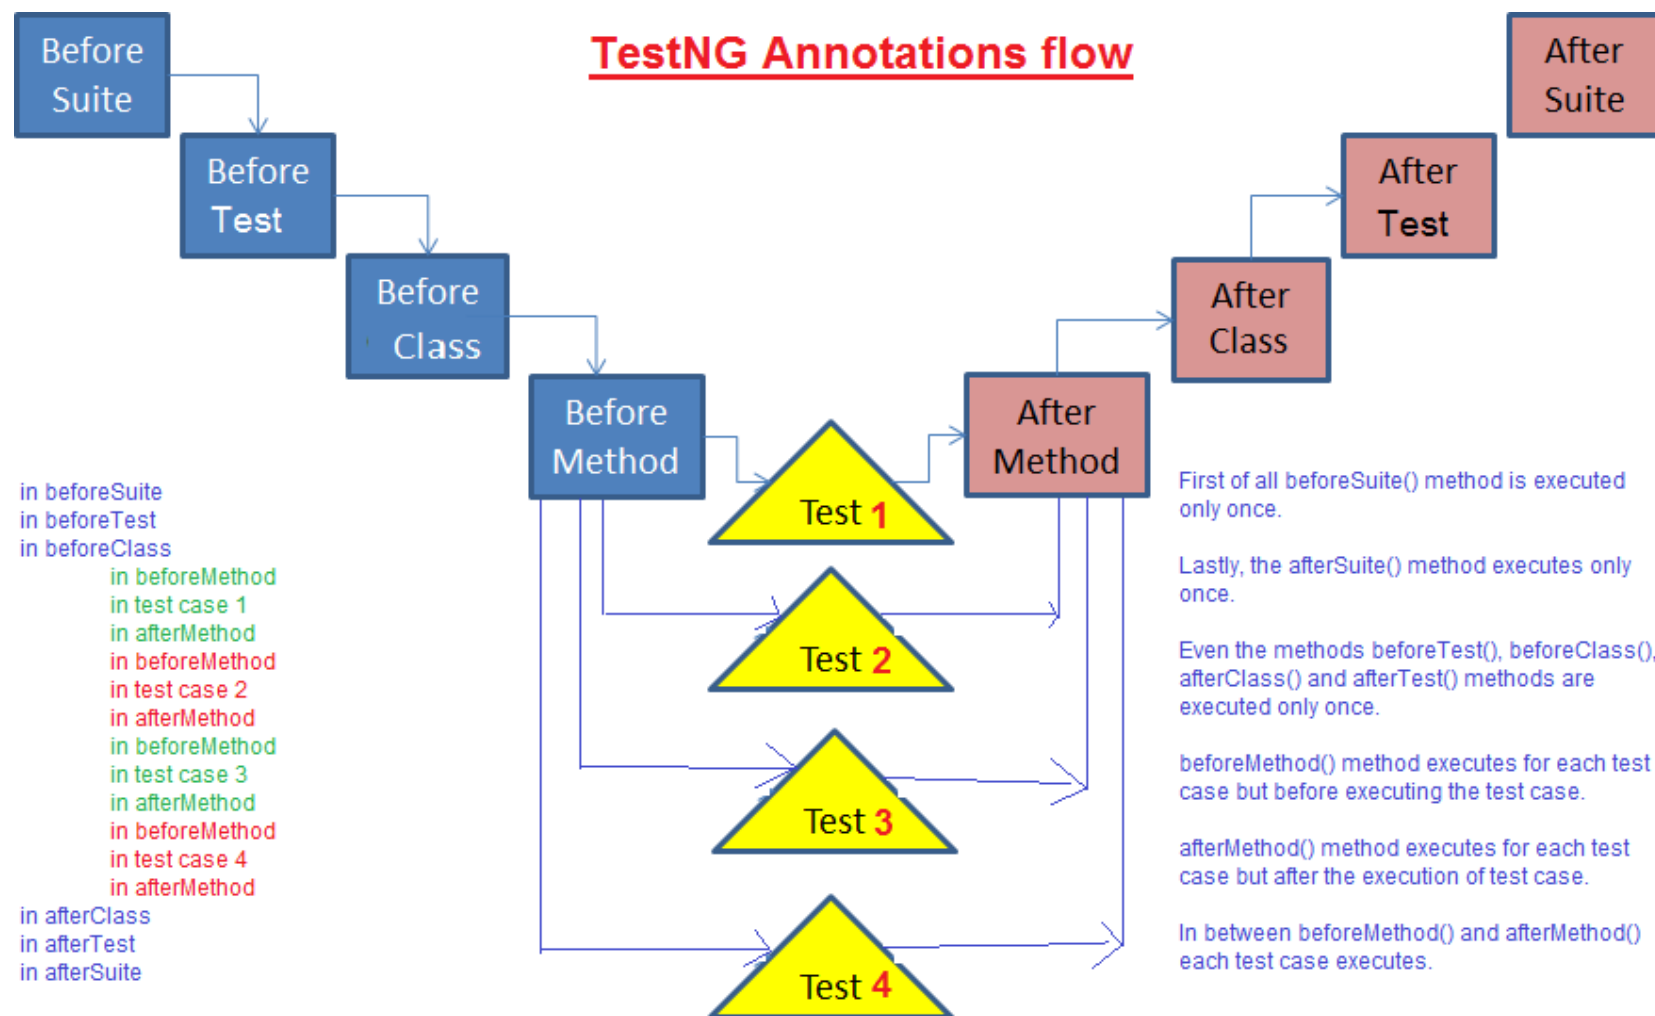 TestNG Annotations flow
Before
Suite
Before
Test
Before
Class
Before
Method
Test 1
Test 2
Test 3
Test 4
After
Method
After
Class
After
Test
After
Suite
in beforeSuite
in beforeTest
in beforeClass
in beforeMethod
in test case 1
in afterMethod
in beforeMethod
in test case 2
in afterMethod
in beforeMethod
in test case 3
in afterMethod
in beforeMethod
in test case 4
in afterMethod
in afterClass
in afterTest
in afterSuite
First of all beforeSuite() method is executed
only once.
Lastly, the afterSuite() method executes only
once.
Even the methods beforeTest(), beforeClass(),
afterClass() and afterTest() methods are
executed only once.
beforeMethod() method executes for each test
case but before executing the test case.
afterMethod() method executes for each test
case but after the execution of test case.
In between beforeMethod() and afterMethod()
each test case executes.